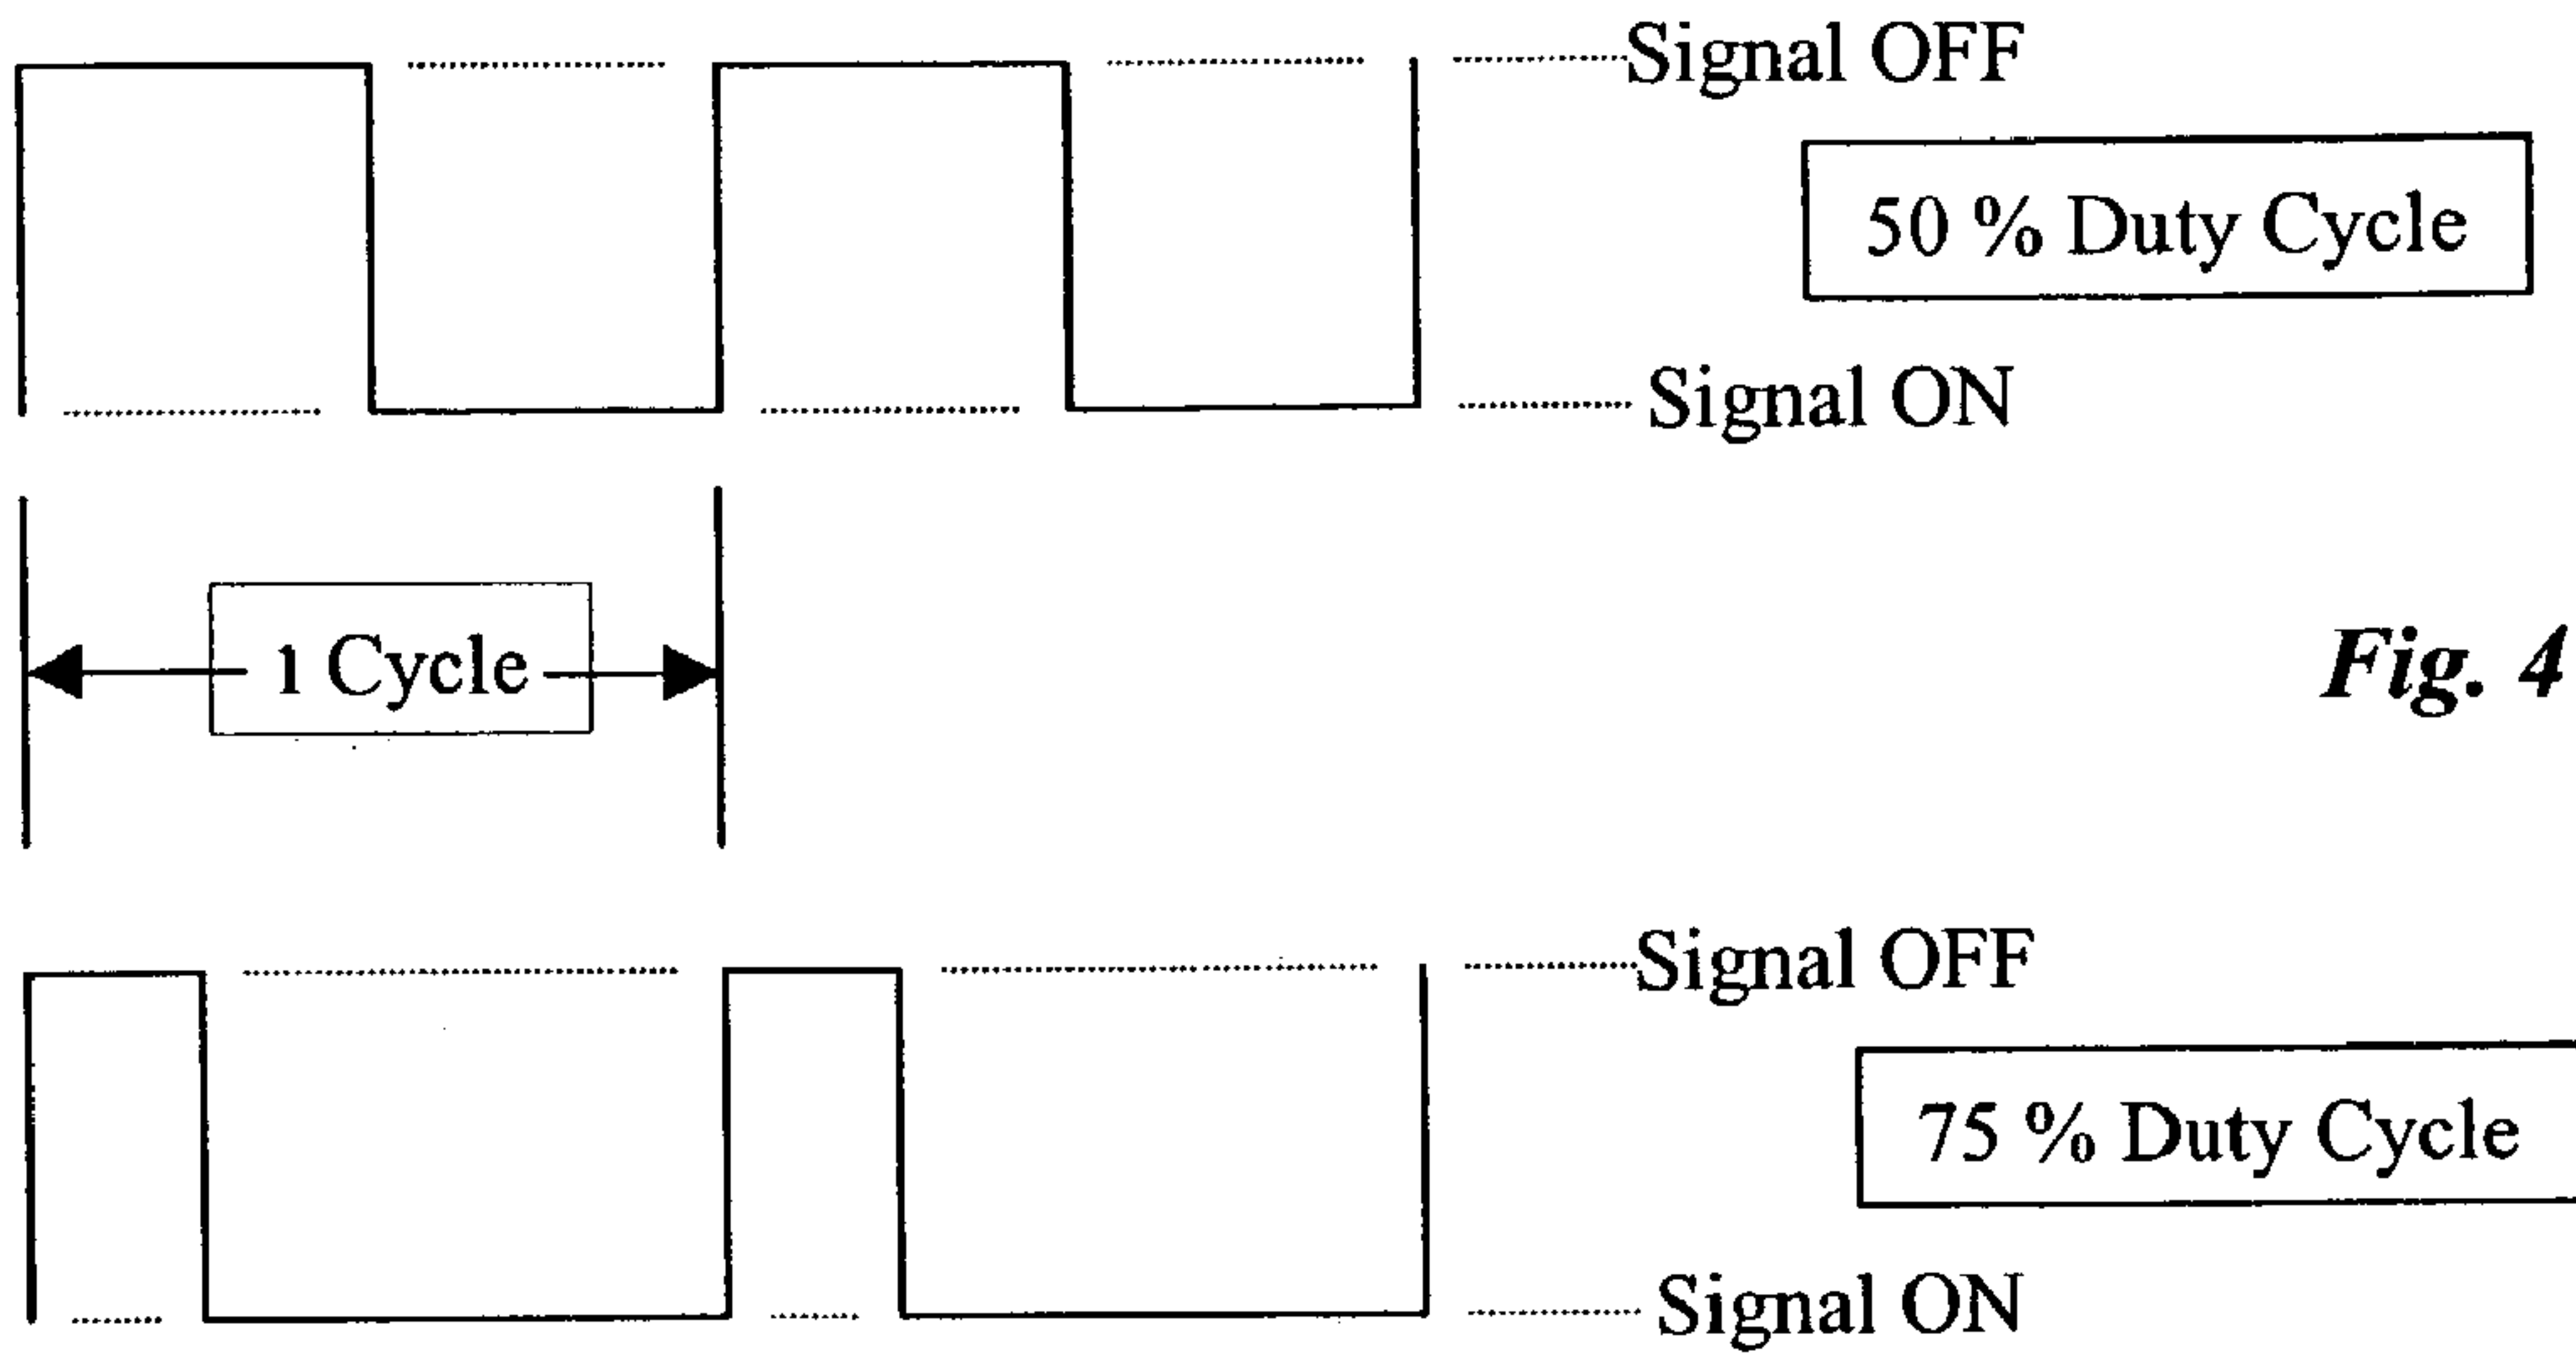 Signal OFF
50 % Duty Cycle
Signal ON
1 Cycle
Fig. 4
Signal OFF
75 % Duty Cycle
Signal ON